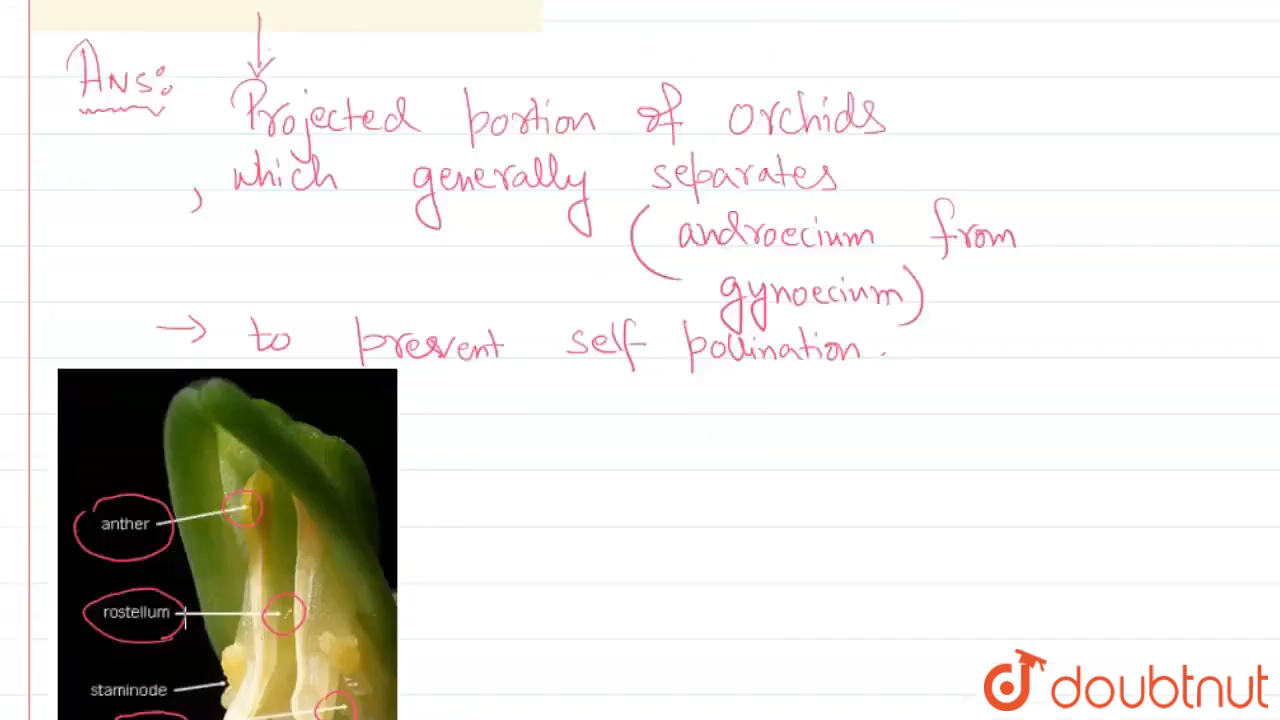 Ans:
Projected portion of orchids
, which generally separates
(androecium from
gynoecium)
→ to prevent self pollination.
anther
rostellum
staminode
doubtnut